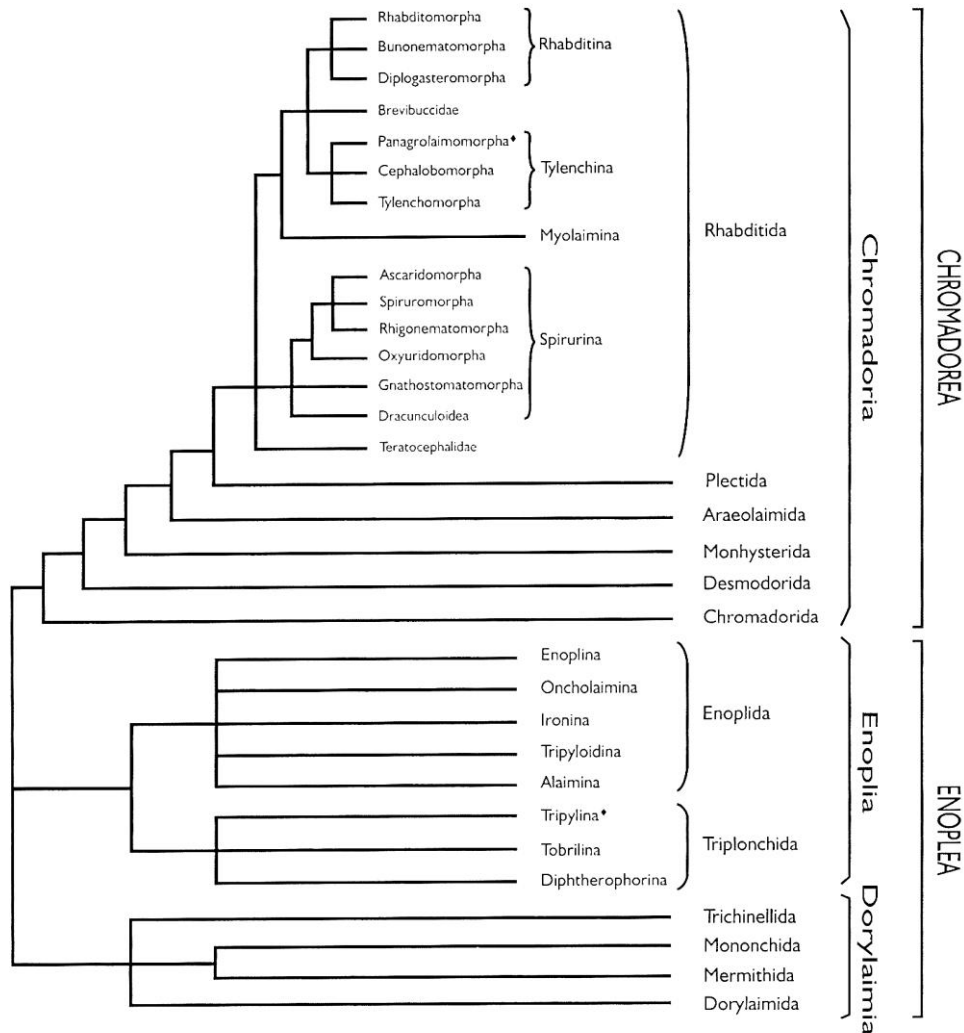 Rhabditomorpha
Bunonematomorpha
Rhabditina
Diplogasteromorpha
Brevibuccidae
Panagrolaimomorpha♦
Cephalobomorpha
Tylenchina
Tylenchomorpha
Myolaimina
Rhabditida
Ascaridomorpha
Spiruromorpha
Rhigonematomorpha
Spirurina
Oxyuridomorpha
Gnathostomatomorpha
Dracunculoidea
Teratocephalidae
Plectida
Araeolaimida
Monhysterida
Desmodorida
Chromadorida
Chromadoria
CHROMADOREA
Enoplina
Oncholaimina
Ironina
Enoplida
Tripyloidina
Alaimina
Tripylina♦
Tobrilina
Triplonchida
Diphtherophorina
Enoplia
ENOPLEA
Trichinellida
Mononchida
Mermithida
Dorylaimida
Dorylaimia